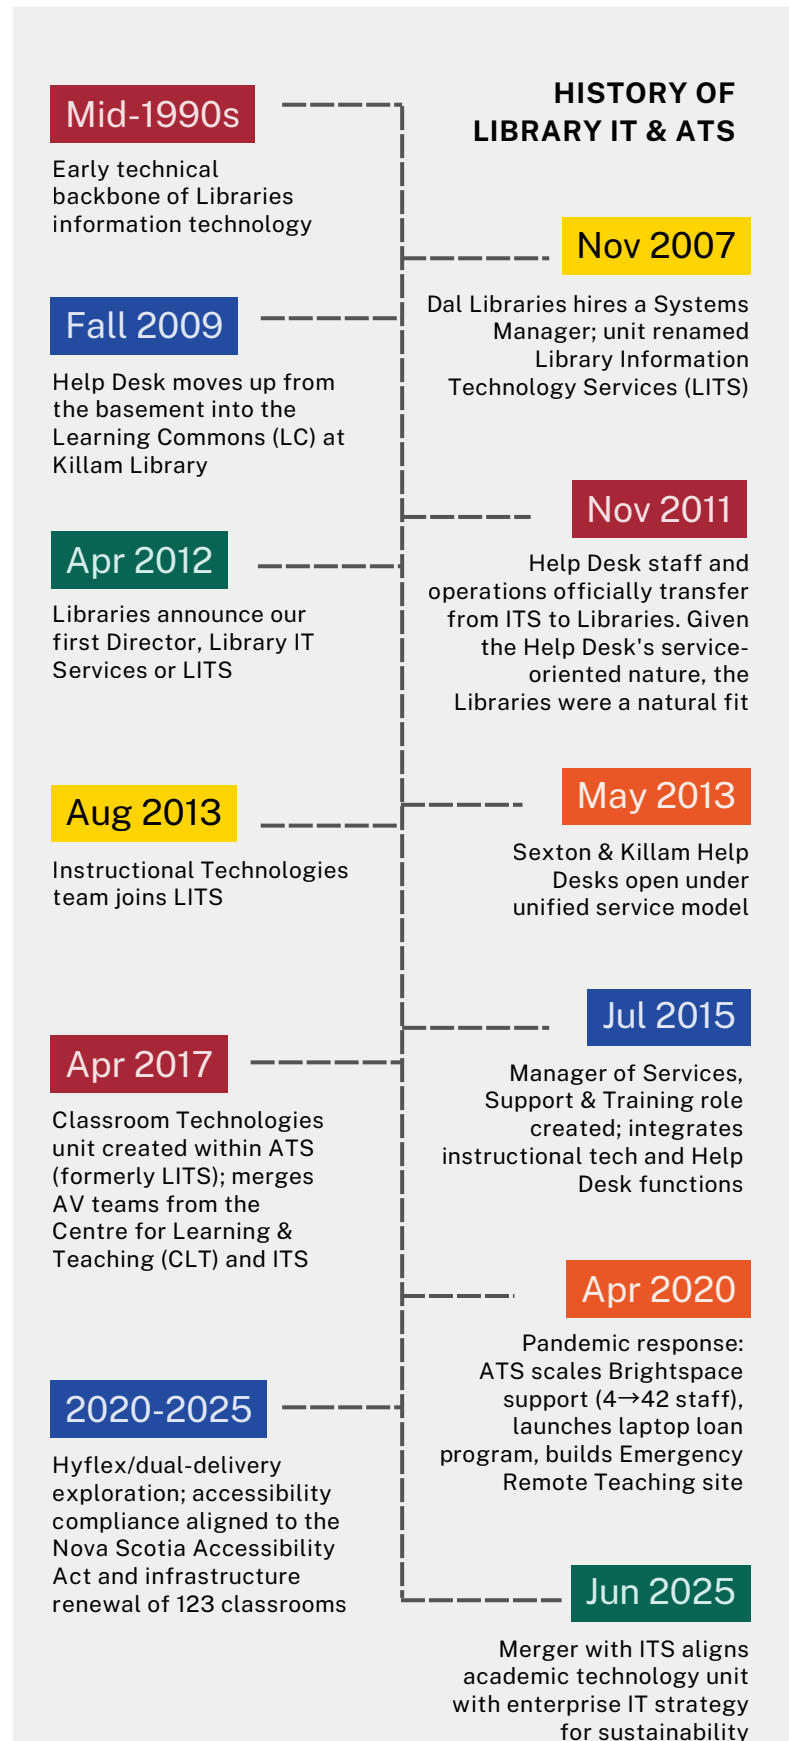 HISTORY OF
LIBRARY IT & ATS
Mid-1990s
Early technical
backbone of Libraries
information technology
Nov 2007
Dal Libraries hires a Systems
Manager; unit renamed
Library Information
Technology Services (LITS)
Fall 2009
Help Desk moves up from
the basement into the
Learning Commons (LC) at
Killam Library
Nov 2011
Help Desk staff and
operations officially transfer
from ITS to Libraries. Given
the Help Desk's service-
oriented nature, the
Libraries were a natural fit
Apr 2012
Libraries announce our
first Director, Library IT
Services or LITS
May 2013
Sexton & Killam Help
Desks open under
unified service model
Aug 2013
Instructional Technologies
team joins LITS
Jul 2015
Manager of Services,
Support & Training role
created; integrates
instructional tech and Help
Desk functions
Apr 2017
Classroom Technologies
unit created within ATS
(formerly LITS); merges
AV teams from the
Centre for Learning &
Teaching (CLT) and ITS
Apr 2020
Pandemic response:
ATS scales Brightspace
support (4→42 staff),
launches laptop loan
program, builds Emergency
Remote Teaching site
2020-2025
Hyflex/dual-delivery
exploration; accessibility
compliance aligned to the
Nova Scotia Accessibility
Act and infrastructure
renewal of 123 classrooms
Jun 2025
Merger with ITS aligns
academic technology unit
with enterprise IT strategy
for sustainability